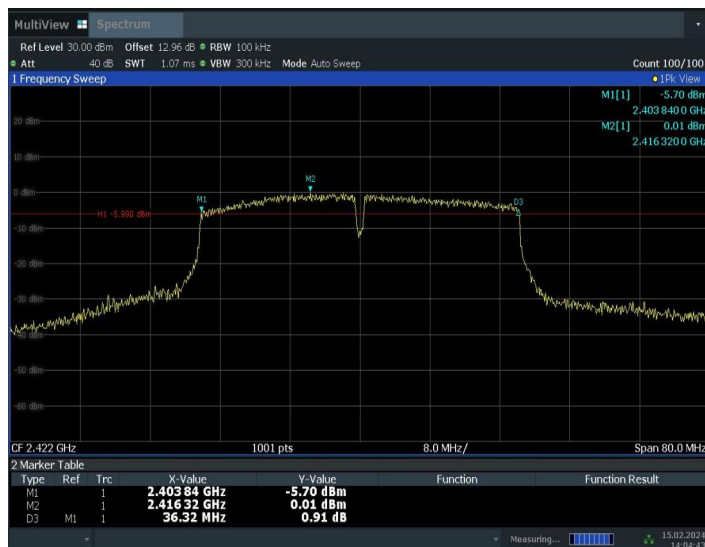 MultiView Spectrum
Ref Level 30.00 dBm Offset 12.96 dB RBW 100 kHz
Att 40 dB SWT 1.07 ms VBW 300 kHz Mode Auto Sweep Count 100/100
1 Frequency Sweep 1Pk View
M1[1] -5.70 dBm
2.403 840 0 GHz
M2[1] 0.01 dBm
2.416 320 0 GHz
20 dBm
10 dBm
M2
0 dBm
M1 D3
H1 -5.990 dBm
-10 dBm
-20 dBm
-30 dBm
-40 dBm
-50 dBm
-60 dBm
CF 2.422 GHz 1001 pts 8.0 MHz/ Span 80.0 MHz
2 Marker Table
Type Ref Trc X-Value Y-Value Function Function Result
M1 1 2.403 84 GHz -5.70 dBm
M2 1 2.416 32 GHz 0.01 dBm
D3 M1 1 36.32 MHz 0.91 dB
Measuring... 15.02.2024
14:04:43